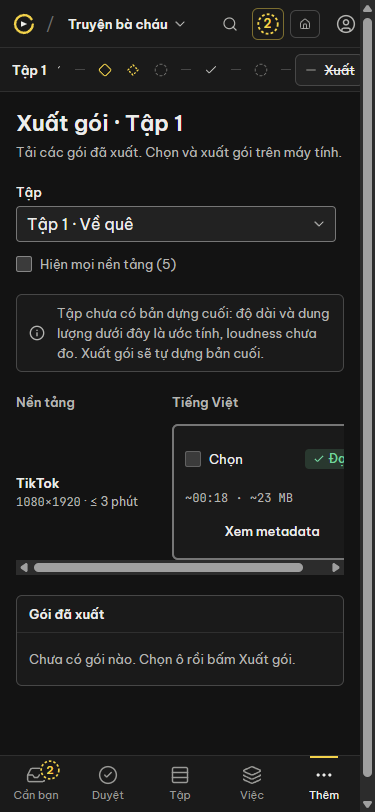 / Truyện bà cháu
2
Tập 1
Xuất
Xuất gói · Tập 1
Tải các gói đã xuất. Chọn và xuất gói trên máy tính.
Tập
Tập 1 · Về quê
Hiện mọi nền tảng (5)
Tập chưa có bản dựng cuối: độ dài và dung
lượng dưới đây là ước tính, loudness chưa
đo. Xuất gói sẽ tự dựng bản cuối.
Nền tảng
Tiếng Việt
Chọn
TikTok
1080×1920 · ≤ 3 phút
~00:18 · ~23 MB
Xem metadata
Gói đã xuất
Chưa có gói nào. Chọn ô rồi bấm Xuất gói.
2
Cần bạn
Duyệt
Tập
Việc
Thêm